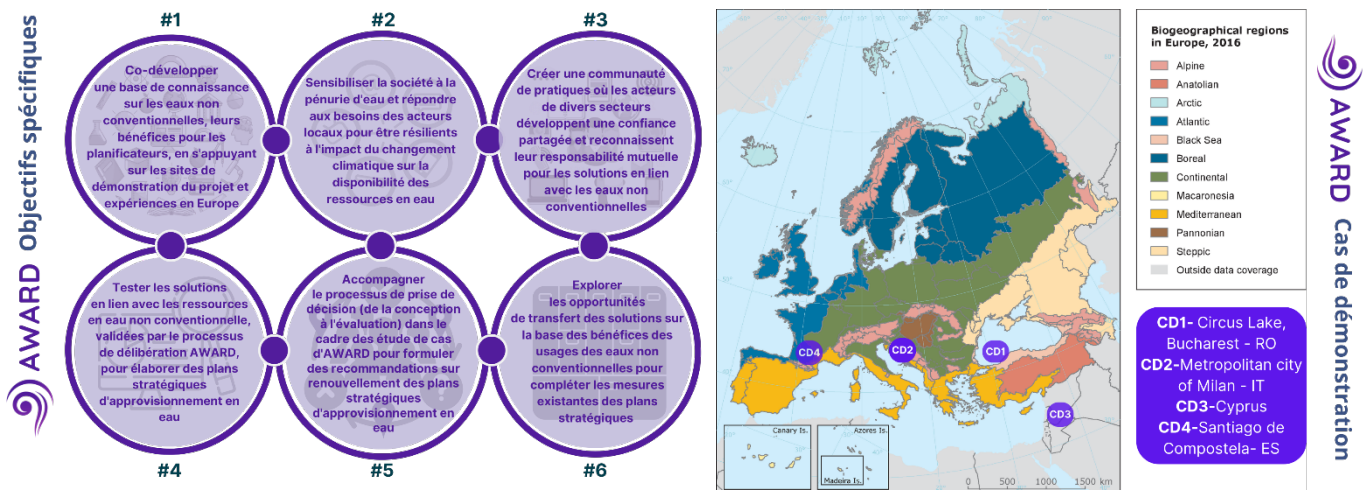 AWARD Objectifs spécifiques
#1
Co-développer
une base de connaissance
sur les eaux non
conventionnelles, leurs
bénéfices pour les
planificateurs, en s'appuyant
sur les sites de
démonstration du projet et
expériences en Europe
#2
Sensibiliser la société à la
pénurie d'eau et répondre
aux besoins des acteurs
locaux pour être résilients
à l'impact du changement
climatique sur la
disponibilité des
ressources en eau
#3
Créer une communauté
de pratiques où les acteurs
de divers secteurs
développent une confiance
partagée et reconnaissent
leur responsabilité mutuelle
pour les solutions en lien
avec les eaux non
conventionnelles
Tester les solutions
en lien avec les ressources
en eau non conventionnelle,
validées par le processus
de délibération AWARD,
pour élaborer des plans
stratégiques
d'approvisionnement en
eau
#4
Accompagner
le processus de prise de
décision (de la conception
à l'évaluation) dans le
cadre des étude de cas
d'AWARD pour formuler
des recommandations sur
renouvellement des plans
stratégiques
d'approvisionnement en
eau
#5
Explorer
les opportunités
de transfert des solutions sur
la base des bénéfices des
usages des eaux non
conventionnelles pour
compléter les mesures
existantes des plans
stratégiques
#6
CD4
CD2
CD1
CD3
Canary Is.
Azores Is.
Madeira Is.
0 500 1000 1500 km
Biogeographical regions
in Europe, 2016
Alpine
Anatolian
Arctic
Atlantic
Black Sea
Boreal
Continental
Macaronesia
Mediterranean
Pannonian
Steppic
Outside data coverage
CD1- Circus Lake,
Bucharest - RO
CD2-Metropolitan city
of Milan - IT
CD3-Cyprus
CD4-Santiago de
Compostela- ES
AWARD Cas de démonstration